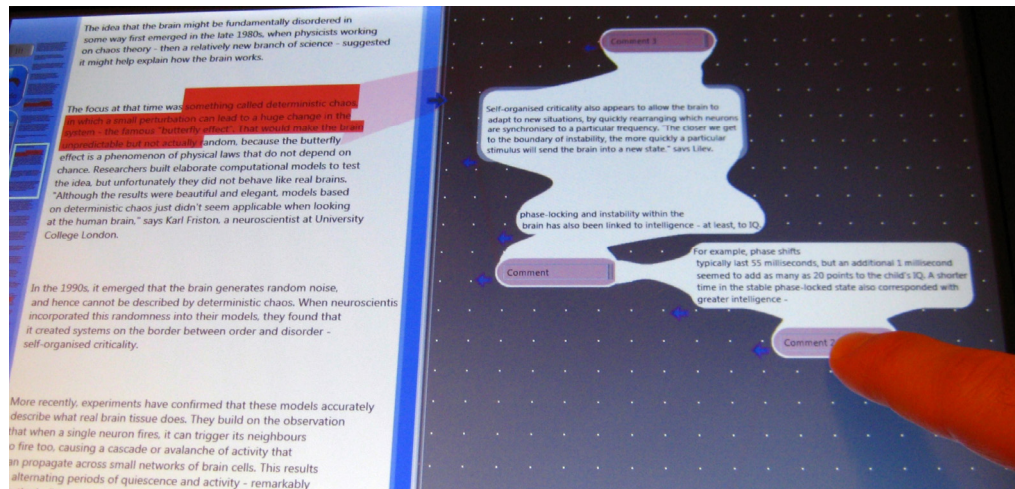 The idea that the brain might be fundamentally disordered in
some way first emerged in the late 1980s, when physicists working
on chaos theory - then a relatively new branch of science - suggested
it might help explain how the brain works.
The focus at that time was something called deterministic chaos,
in which a small perturbation can lead to a huge change in the
system - the famous "butterfly effect". That would make the brain
unpredictable but not actually random, because the butterfly
effect is a phenomenon of physical laws that do not depend on
chance. Researchers built elaborate computational models to test
the idea, but unfortunately they did not behave like real brains.
"Although the results were beautiful and elegant, models based
on deterministic chaos just didn't seem applicable when looking
at the human brain," says Karl Friston, a neuroscientist at University
College London.
In the 1990s, it emerged that the brain generates random noise,
and hence cannot be described by deterministic chaos. When neuroscientis
incorporated this randomness into their models, they found that
it created systems on the border between order and disorder -
self-organised criticality.
More recently, experiments have confirmed that these models accurately
describe what real brain tissue does. They build on the observation
that when a single neuron fires, it can trigger its neighbours
o fire too, causing a cascade or avalanche of activity that
an propagate across small networks of brain cells. This results
alternating periods of quiescence and activity - remarkably
Comment 3
Self-organised criticality also appears to allow the brain to
adapt to new situations, by quickly rearranging which neurons
are synchronised to a particular frequency. "The closer we get
to the boundary of instability, the more quickly a particular
stimulus will send the brain into a new state." says Liley.
phase-locking and instability within the
brain has also been linked to intelligence - at least, to IQ.
Comment
For example, phase shifts
typically last 55 milliseconds, but an additional 1 millisecond
seemed to add as many as 20 points to the child's IQ. A shorter
time in the stable phase-locked state also corresponded with
greater intelligence -
Comment 2